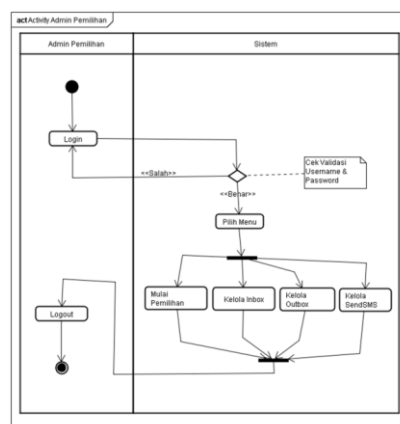 act Activity Admin Pemilihan
Admin Pemilihan
Sistem
Login
<<Salah>>
Cek Validasi
Username &
Password
<<Benar>>
Pilih Menu
Mulai
Pemilihan
Kelola Inbox
Kelola
Outbox
Kelola
SendSMS
Logout